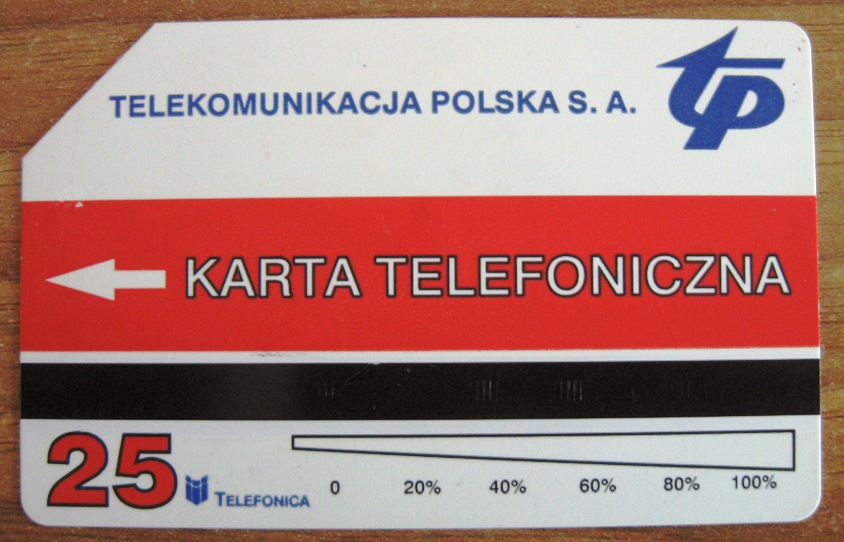 TELEKOMUNIKACJA POLSKA S. A.
tp
KARTA TELEFONICZNA
25
TELEFONICA
0 20% 40% 60% 80% 100%